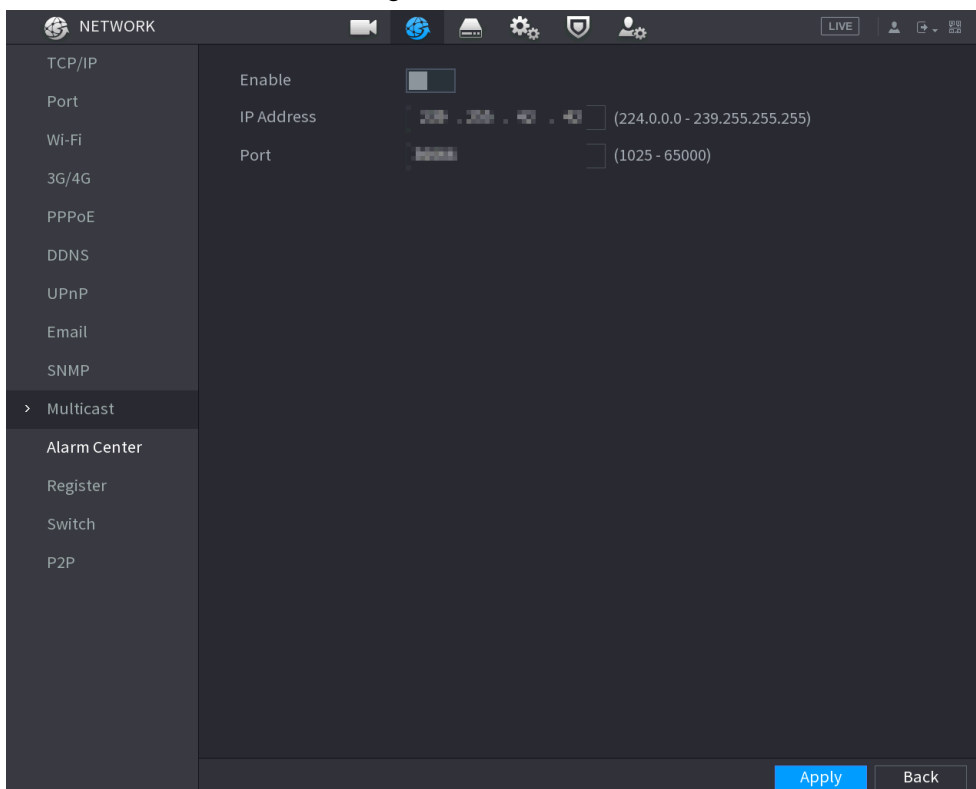 NETWORK
LIVE
TCP/IP
Port
Wi-Fi
3G/4G
PPPoE
DDNS
UPnP
Email
SNMP
Multicast
Alarm Center
Register
Switch
P2P
Enable
IP Address (224.0.0.0 - 239.255.255.255)
Port (1025 - 65000)
Apply Back